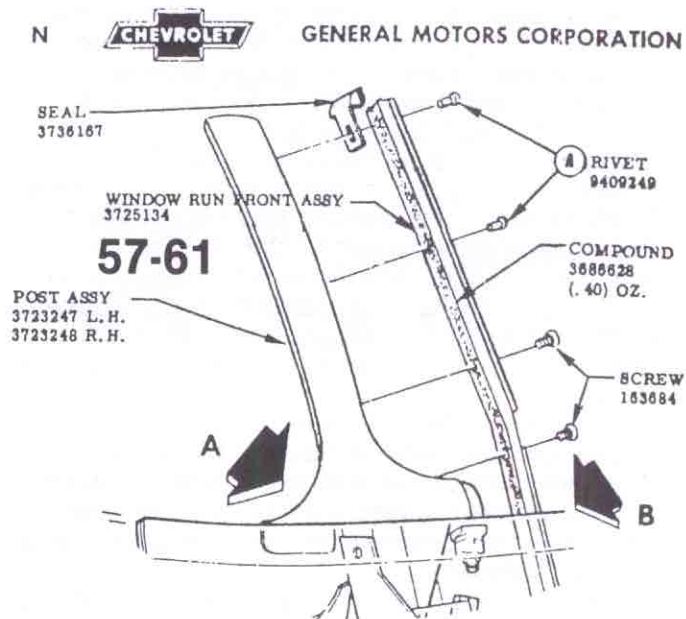 N CHEVROLET GENERAL MOTORS CORPORATION
SEAL
3736167
A RIVET
9409249
WINDOW RUN FRONT ASSY
3725134
57-61
COMPOUND
3686628
(.40) OZ.
POST ASSY
3723247 L.H.
3723248 R.H.
SCREW
153684
A
B